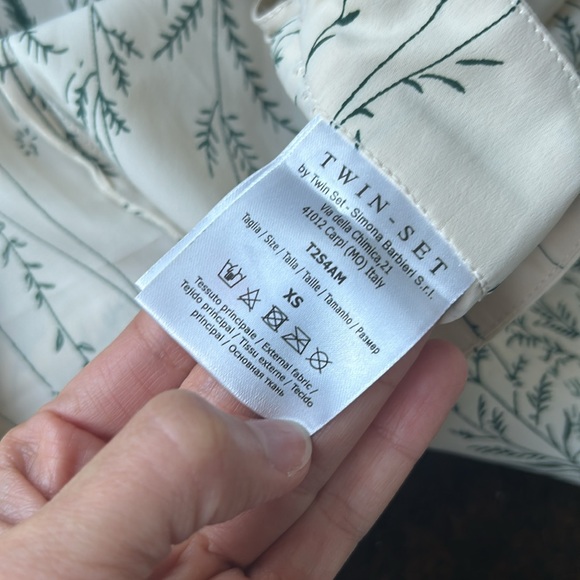 TWIN-SET
by Twin Set - Simona Barbieri S.r.l.
Via della Chimica,21
41012 Carpi (MO) Italy
T2S4AM
Taglia / Size / Talla / Taille / Tamanho / Размер
XS
Tessuto principale / External fabric /
Tejido principal / Tissu externe / Tecido
principal / Основная ткань